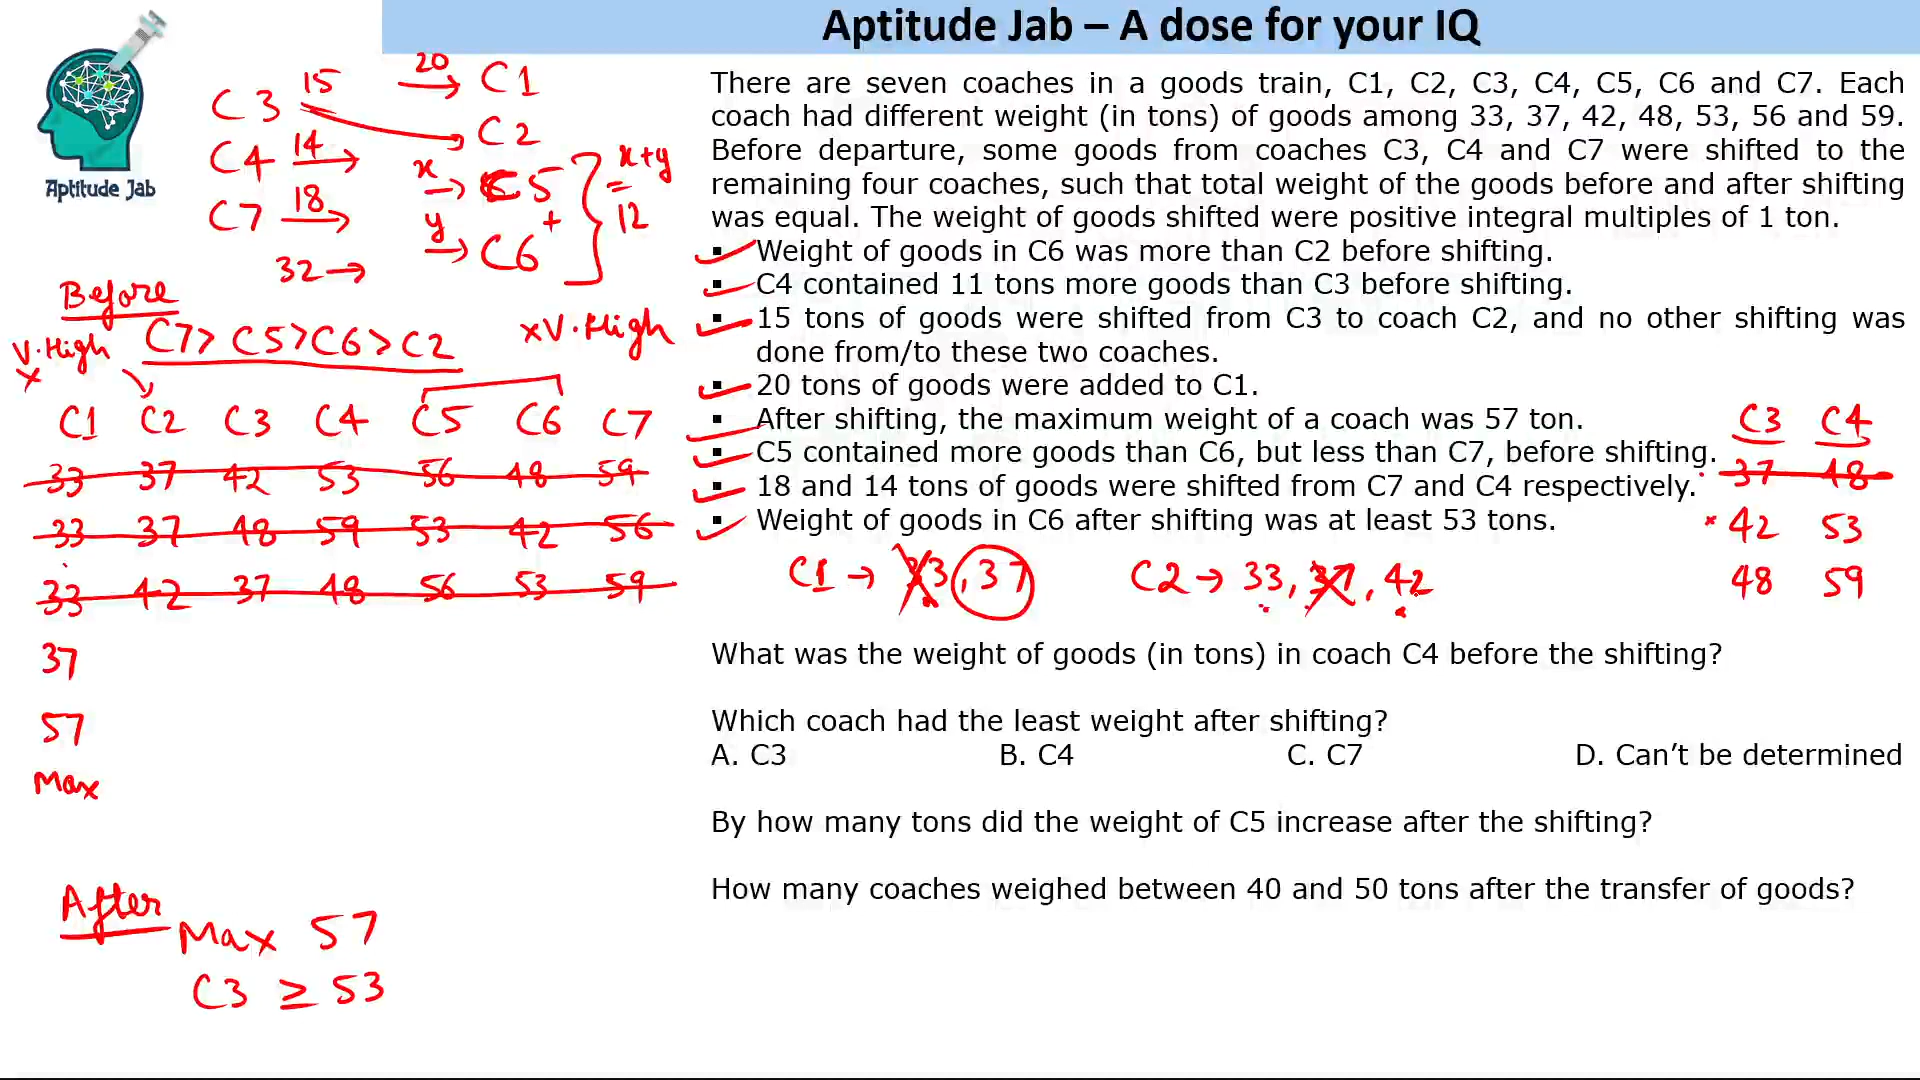 Aptitude Jab – A dose for your IQ
Aptitude Jab
There are seven coaches in a goods train, C1, C2, C3, C4, C5, C6 and C7. Each
coach had different weight (in tons) of goods among 33, 37, 42, 48, 53, 56 and 59.
Before departure, some goods from coaches C3, C4 and C7 were shifted to the
remaining four coaches, such that total weight of the goods before and after shifting
was equal. The weight of goods shifted were positive integral multiples of 1 ton.
▪ Weight of goods in C6 was more than C2 before shifting.
▪ C4 contained 11 tons more goods than C3 before shifting.
▪ 15 tons of goods were shifted from C3 to coach C2, and no other shifting was
done from/to these two coaches.
▪ 20 tons of goods were added to C1.
▪ After shifting, the maximum weight of a coach was 57 ton.
▪ C5 contained more goods than C6, but less than C7, before shifting.
▪ 18 and 14 tons of goods were shifted from C7 and C4 respectively.
▪ Weight of goods in C6 after shifting was at least 53 tons.
C1 → 33, 37 C2 → 33, 37, 42
What was the weight of goods (in tons) in coach C4 before the shifting?
Which coach had the least weight after shifting?
A. C3 B. C4 C. C7 D. Can’t be determined
By how many tons did the weight of C5 increase after the shifting?
How many coaches weighed between 40 and 50 tons after the transfer of goods?
C3 15 20 → C1
C2
C4 14 →
x → C5
x+y = 12
C7 18 →
y → + C6
32 →
Before
C7 > C5 > C6 > C2
x V. High
V. High x
C1 C2 C3 C4 C5 C6 C7
33 37 42 53 56 48 59
33 37 48 59 53 42 56
33 42 37 48 56 53 59
37
57
Max
After
Max 57
C3 ≥ 53
C3 C4
37 48
x 42 53
48 59